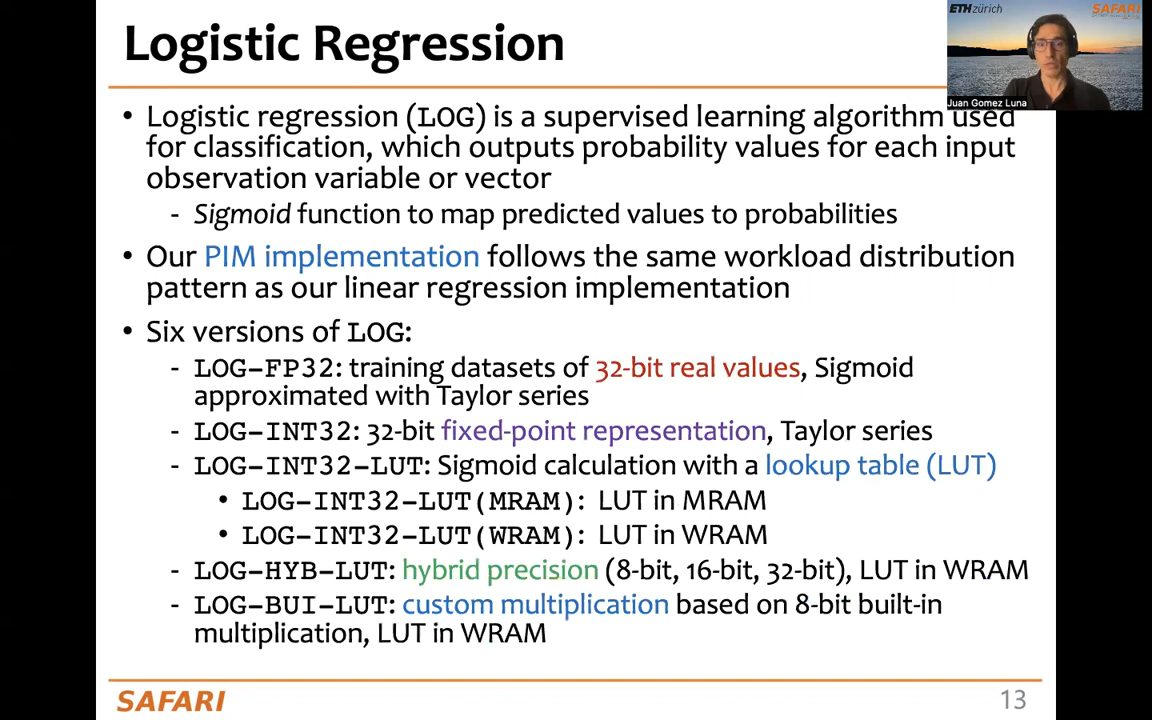 Logistic Regression
ETH zürich
SAFARI
Juan Gomez Luna
• Logistic regression (LOG) is a supervised learning algorithm used
for classification, which outputs probability values for each input
observation variable or vector
- Sigmoid function to map predicted values to probabilities
• Our PIM implementation follows the same workload distribution
pattern as our linear regression implementation
• Six versions of LOG:
- LOG-FP32: training datasets of 32-bit real values, Sigmoid
approximated with Taylor series
- LOG-INT32: 32-bit fixed-point representation, Taylor series
- LOG-INT32-LUT: Sigmoid calculation with a lookup table (LUT)
• LOG-INT32-LUT(MRAM): LUT in MRAM
• LOG-INT32-LUT(WRAM): LUT in WRAM
- LOG-HYB-LUT: hybrid precision (8-bit, 16-bit, 32-bit), LUT in WRAM
- LOG-BUI-LUT: custom multiplication based on 8-bit built-in
multiplication, LUT in WRAM
SAFARI
13